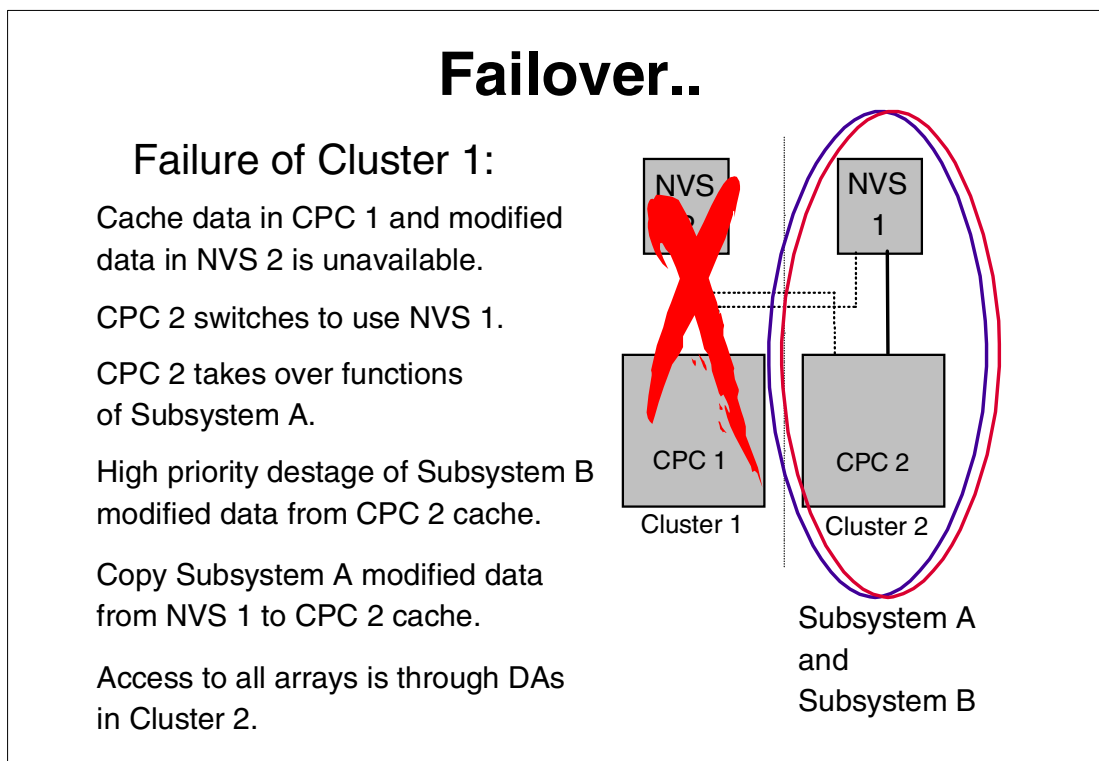 Failover..
Failure of Cluster 1:
Cache data in CPC 1 and modified
data in NVS 2 is unavailable.
CPC 2 switches to use NVS 1.
CPC 2 takes over functions
of Subsystem A.
High priority destage of Subsystem B
modified data from CPC 2 cache.
Copy Subsystem A modified data
from NVS 1 to CPC 2 cache.
Access to all arrays is through DAs
in Cluster 2.
NVS
CPC 1
Cluster 1
NVS
1
CPC 2
Cluster 2
Subsystem A
and
Subsystem B